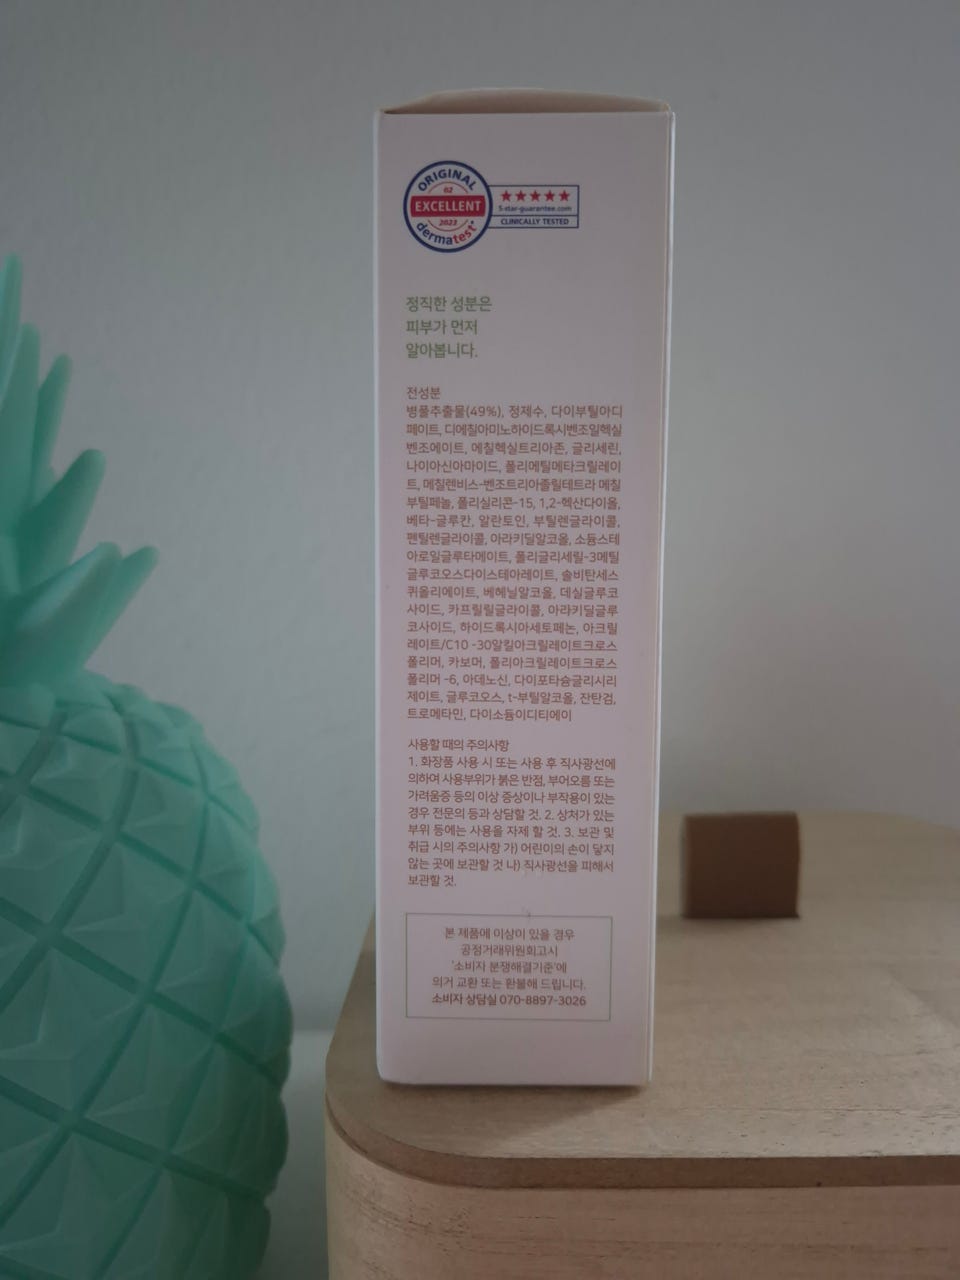 ORIGINAL
02
EXCELLENT
2023
dermatest®
★★★★★
5-star-guarantee.com
CLINICALLY TESTED
정직한 성분은
피부가 먼저
알아봅니다.
전성분
병풀추출물(49%), 정제수, 다이부틸아디
페이트, 디에칠아미노하이드록시벤조일헥실
벤조에이트, 에칠헥실트리아존, 글리세린,
나이아신아마이드, 폴리메틸메타크릴레이
트, 메칠렌비스-벤조트리아졸릴테트라 메칠
부틸페놀, 폴리실리콘-15, 1,2-헥산다이올,
베타-글루칸, 알란토인, 부틸렌글라이콜,
펜틸렌글라이콜, 아라키딜알코올, 소듐스테
아로일글루타메이트, 폴리글리세릴-3메틸
글루코오스다이스테아레이트, 솔비탄세스
퀴올리에이트, 베헤닐알코올, 데실글루코
사이드, 카프릴릴글라이콜, 아라키딜글루
코사이드, 하이드록시아세토페논, 아크릴
레이트/C10 -30알킬아크릴레이트크로스
폴리머, 카보머, 폴리아크릴레이트크로스
폴리머 -6, 아데노신, 다이포타슘글리시리
제이트, 글루코오스, t-부틸알코올, 잔탄검,
트로메타민, 다이소듐이디티에이
사용할 때의 주의사항
1. 화장품 사용 시 또는 사용 후 직사광선에
의하여 사용부위가 붉은 반점, 부어오름 또는
가려움증 등의 이상 증상이나 부작용이 있는
경우 전문의 등과 상담할 것. 2. 상처가 있는
부위 등에는 사용을 자제 할 것. 3. 보관 및
취급 시의 주의사항 가) 어린이의 손이 닿지
않는 곳에 보관할 것 나) 직사광선을 피해서
보관할 것.
본 제품에 이상이 있을 경우
공정거래위원회고시
'소비자 분쟁해결기준'에
의거 교환 또는 환불해 드립니다.
소비자 상담실 070-8897-3026